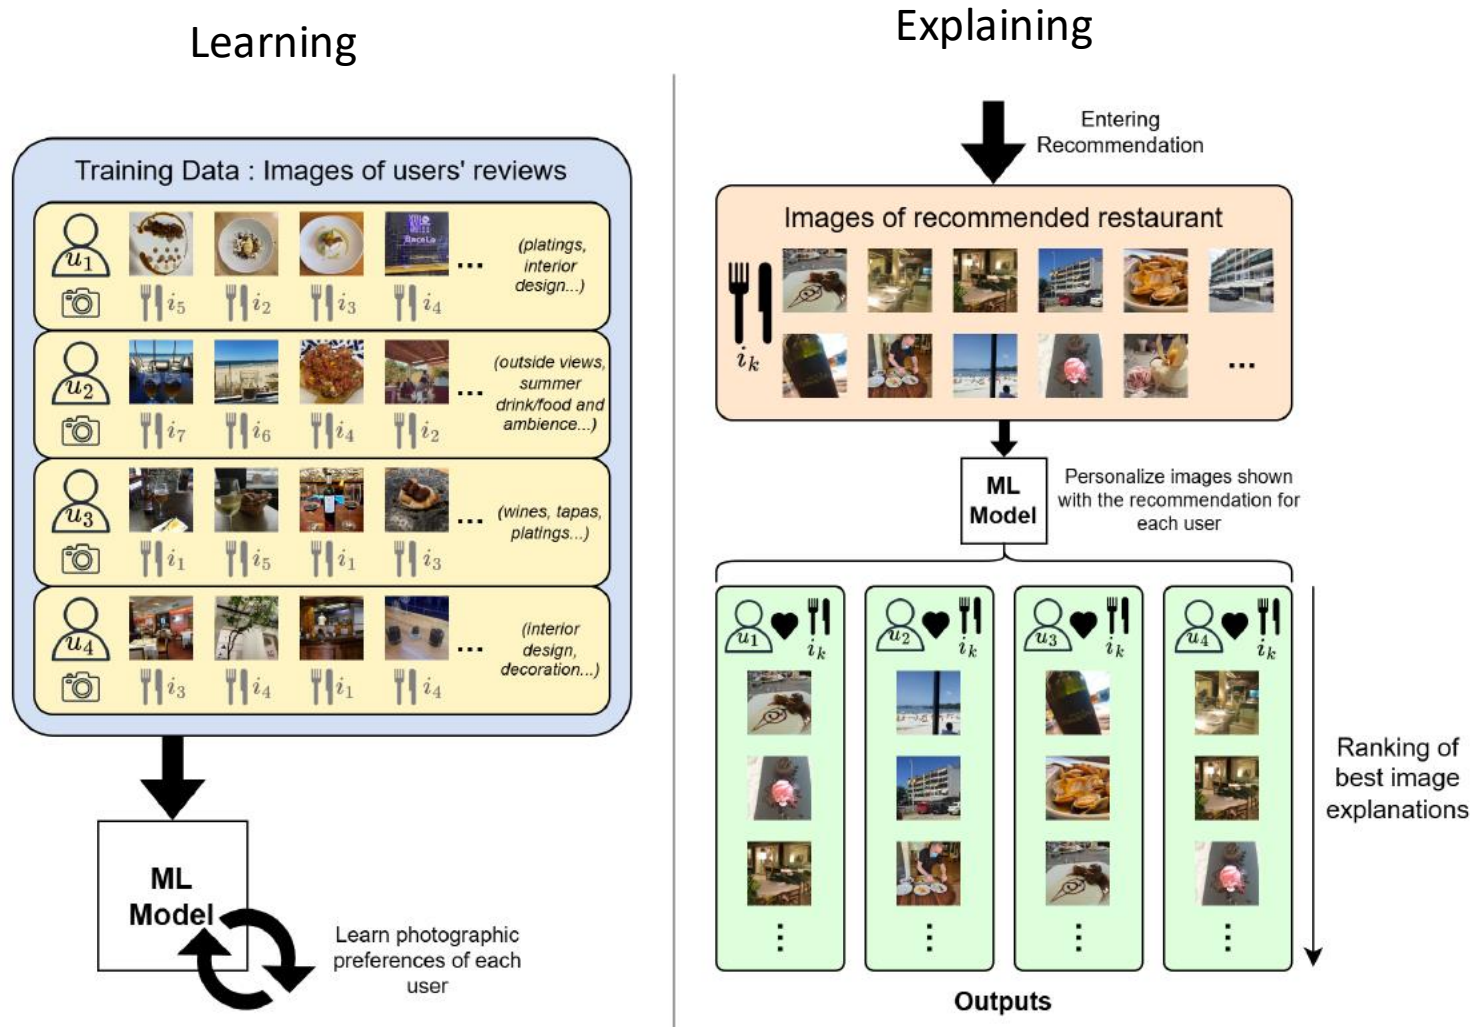 Learning
Training Data : Images of users' reviews
u1
(platings,
interior
design...)
...
i5
i2
i3
i4
u2
(outside views,
summer
drink/food and
ambience...)
...
i7
i6
i4
i2
u3
(wines, tapas,
platings...)
...
i1
i5
i1
i3
u4
(interior
design,
decoration...)
...
i3
i4
i1
i4
ML
Model
Learn photographic
preferences of each
user
Explaining
Entering
Recommendation
Images of recommended restaurant
ik
...
ML
Model
Personalize images shown
with the recommendation for
each user
u1
ik
u2
ik
u3
ik
u4
ik
Ranking of
best image
explanations
Outputs